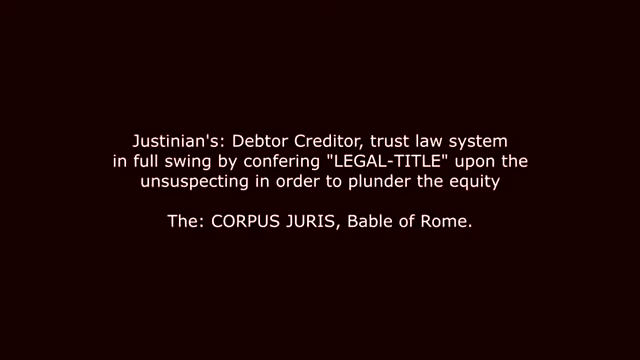 Justinian's: Debtor Creditor, trust law system
in full swing by confering "LEGAL-TITLE" upon the
unsuspecting in order to plunder the equity
The: CORPUS JURIS, Bable of Rome.